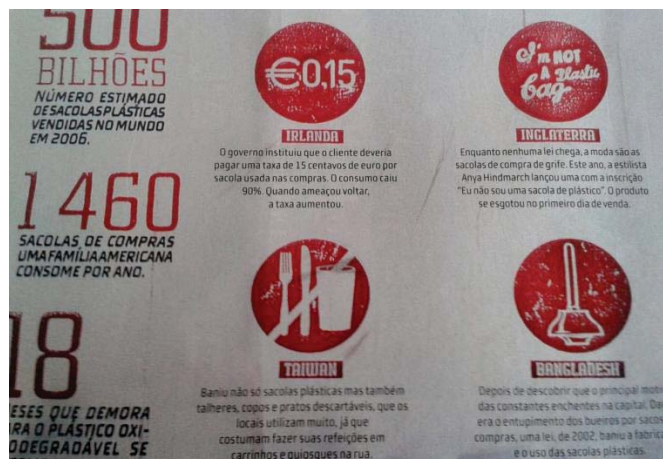 500
BILHÕES
NÚMERO ESTIMADO
DE SACOLAS PLÁSTICAS
VENDIDAS NO MUNDO
EM 2006.
1 460
SACOLAS DE COMPRAS
UMA FAMÍLIA AMERICANA
CONSOME POR ANO.
18
ESES QUE DEMORA
RA O PLÁSTICO OXI-
ODEGRADÁVEL SE
€0,15
IRLANDA
O governo instituiu que o cliente deveria
pagar uma taxa de 15 centavos de euro por
sacola usada nas compras. O consumo caiu
90%. Quando ameaçou voltar,
a taxa aumentou.
I'm NOT
A Plastic
Bag
INGLATERRA
Enquanto nenhuma lei chega, a moda são as
sacolas de compra de grife. Este ano, a estilista
Anya Hindmarch lançou uma com a inscrição
"Eu não sou uma sacola de plástico". O produto
se esgotou no primeiro dia de venda.
TAIWAN
Baniu não só sacolas plásticas mas também
talheres, copos e pratos descartáveis, que os
locais utilizam muito, já que
costumam fazer suas refeições em
carrinhos e quiosques na rua.
BANGLADESH
Depois de descobrir que o principal mot
das constantes enchentes na capital, Da
era o entupimento dos bueiros por sacos
compras, uma lei, de 2002, baniu a fabric
e o uso das sacolas plásticas.